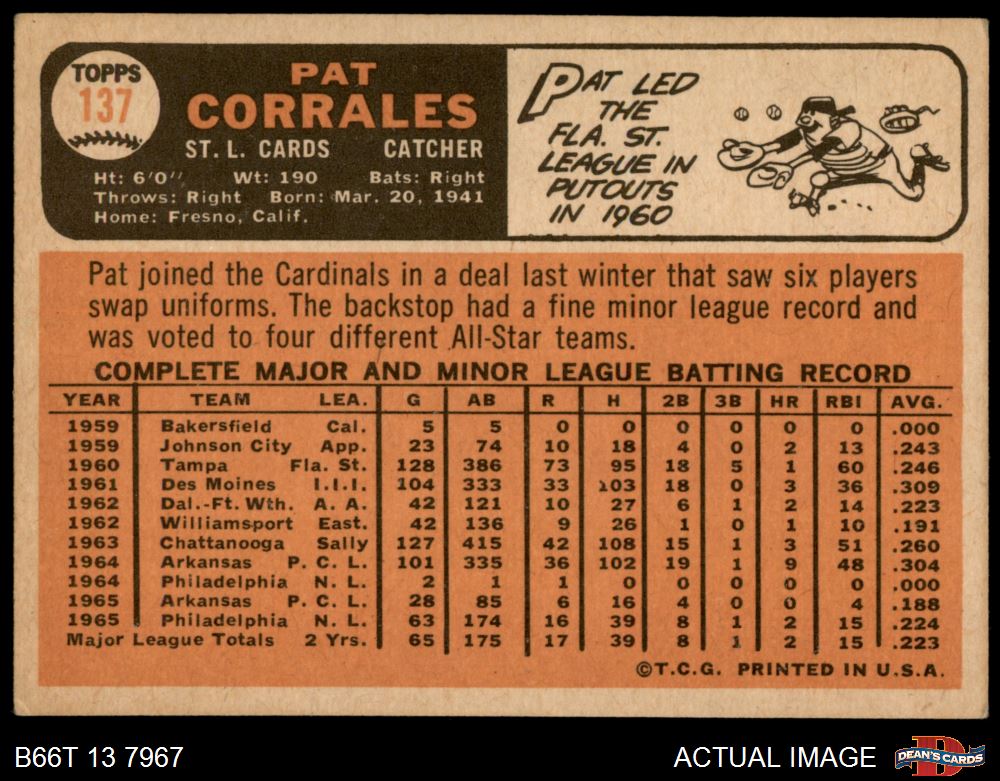 TOPPS
137
PAT
CORRALES
ST. L. CARDS CATCHER
Ht: 6'0" Wt: 190 Bats: Right
Throws: Right Born: Mar. 20, 1941
Home: Fresno, Calif.
PAT LED
THE
FLA. ST.
LEAGUE IN
PUTOUTS
IN 1960
Pat joined the Cardinals in a deal last winter that saw six players
swap uniforms. The backstop had a fine minor league record and
was voted to four different All-Star teams.
COMPLETE MAJOR AND MINOR LEAGUE BATTING RECORD
YEAR TEAM LEA. G AB R H 2B 3B HR RBI AVG.
1959 Bakersfield Cal. 5 5 0 0 0 0 0 0 .000
1959 Johnson City App. 23 74 10 18 4 0 2 13 .243
1960 Tampa Fla. St. 128 386 73 95 18 5 1 60 .246
1961 Des Moines I.I.I. 104 333 33 103 18 0 3 36 .309
1962 Dal.-Ft. Wth. A. A. 42 121 10 27 6 1 2 14 .223
1962 Williamsport East. 42 136 9 26 1 0 1 10 .191
1963 Chattanooga Sally 127 415 42 108 15 1 3 51 .260
1964 Arkansas P. C. L. 101 335 36 102 19 1 9 48 .304
1964 Philadelphia N. L. 2 1 1 0 0 0 0 0 .000
1965 Arkansas P. C. L. 28 85 6 16 4 0 0 4 .188
1965 Philadelphia N. L. 63 174 16 39 8 1 2 15 .224
Major League Totals 2 Yrs. 65 175 17 39 8 1 2 15 .223
©T.C.G. PRINTED IN U.S.A.
B66T 13 7967
ACTUAL IMAGE
D
DEAN'S CARDS